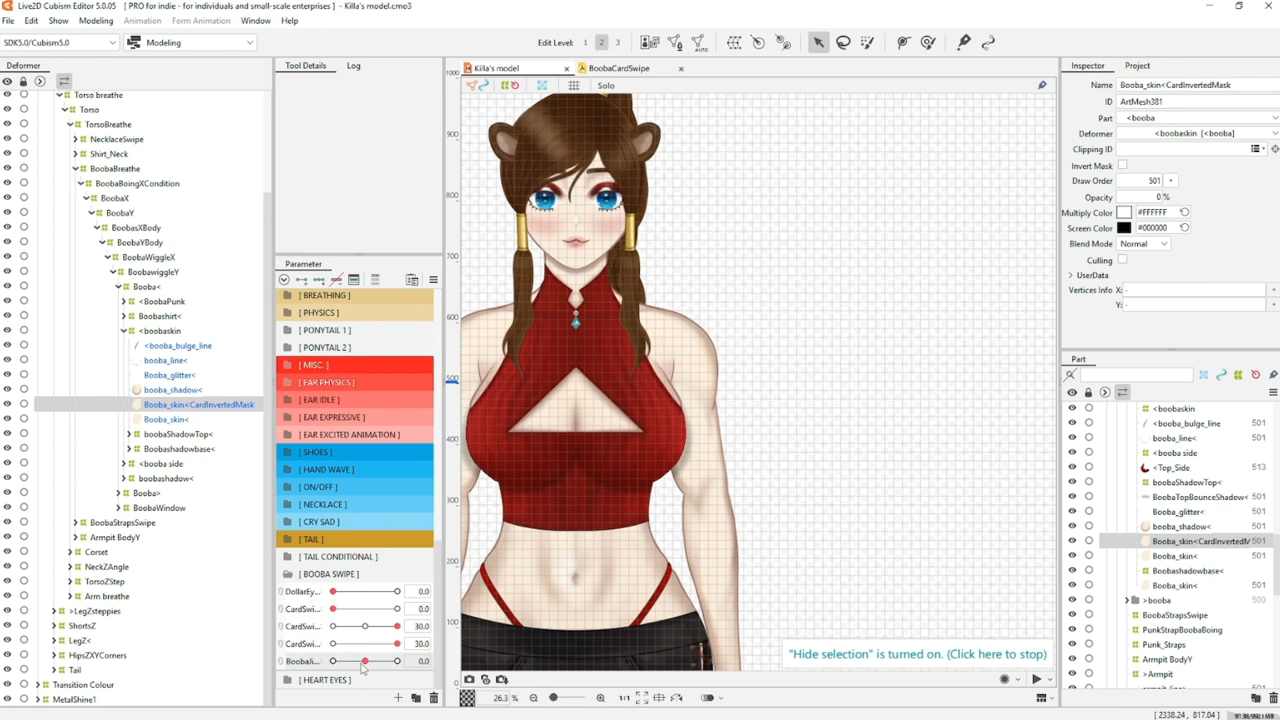 Live2D Cubism Editor 5.0.05 [ PRO for indie - for individuals and small-scale enterprises ] - Killa's model.cmo3
File Edit Show Modeling Animation Form Animation Window Help
SDK5.0/Cubism5.0 Modeling Edit Level: 1 2 3
Deformer
Torso breathe
Torso
TorsoBreathe
NecklaceSwipe
Shirt_Neck
BoobaBreathe
BoobaBoingXCondition
BoobaX
BoobaY
BoobasXBody
BoobaYBody
BoobaWiggleX
BoobawiggleY
Booba<
<BoobaPunk
Boobashirt<
<boobaskin
<booba_bulge_line
booba_line<
Booba_glitter<
booba_shadow<
Booba_skin<CardInvertedMask
Booba_skin<
boobaShadowTop<
Boobashadowbase<
<booba side
boobashadow<
Booba>
BoobaWindow
BoobaStrapsSwipe
Armpit BodyY
Corset
NeckZAngle
TorsoZStep
Arm breathe
>LegZsteppies
ShortsZ
LegZ<
HipsZXYCorners
Tail
Transition Colour
MetalShine1
Tool Details Log
Parameter
[ BREATHING ]
[ PHYSICS ]
[ PONYTAIL 1 ]
[ PONYTAIL 2 ]
[ MISC. ]
[ EAR PHYSICS ]
[ EAR IDLE ]
[ EAR EXPRESSIVE ]
[ EAR EXCITED ANIMATION ]
[ SHOES ]
[ HAND WAVE ]
[ ON/OFF ]
[ NECKLACE ]
[ CRY SAD ]
[ TAIL ]
[ TAIL CONDITIONAL ]
[ BOOBA SWIPE ]
DollarEy... 0.0
CardSwi... 0.0
CardSwi... 30.0
CardSwi... 30.0
0.0
[ HEART EYES ]
Killa's model BoobaCardSwipe
Solo
1000
900
800
700
600
500
400
300
200
100
0
"Hide selection" is turned on. (Click here to stop)
26.3 % 1:1
Inspector Project
Name Booba_skin<CardInvertedMask
ID ArtMesh381
Part <booba
Deformer <boobaskin [<booba]
Clipping ID
Invert Mask
Draw Order 501
Opacity 0 %
Multiply Color #FFFFFF
Screen Color #000000
Blend Mode Normal
Culling
UserData
Vertices Info X: -
Y: -
Part
<boobaskin
<booba_bulge_line 501
booba_line< 501
<booba side
<Top_Side 513
boobaShadowTop<
BoobaTopBounceShadow< 501
Booba_glitter< 501
booba_shadow< 501
Booba_skin<CardInvertedM 501
Booba_skin< 501
Boobashadowbase<
Booba_skin< 501
>booba 500
BoobaStrapsSwipe
PunkStrapBoobaBoing
Punk_Straps
Armpit BodyY
>Armpit
[ 2338.24, 817.04 ]